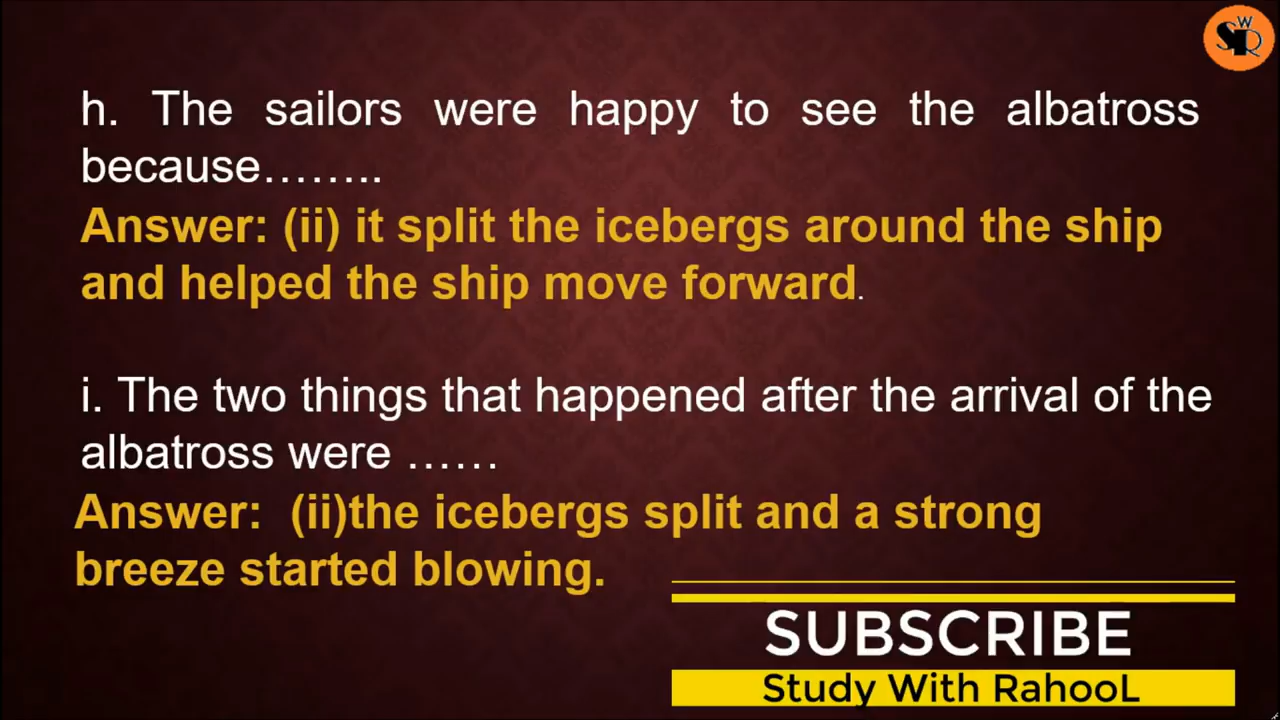 SWR
h. The sailors were happy to see the albatross
because……..
Answer: (ii) it split the icebergs around the ship
and helped the ship move forward.
i. The two things that happened after the arrival of the
albatross were ……
Answer: (ii)the icebergs split and a strong
breeze started blowing.
SUBSCRIBE
Study With RahooL